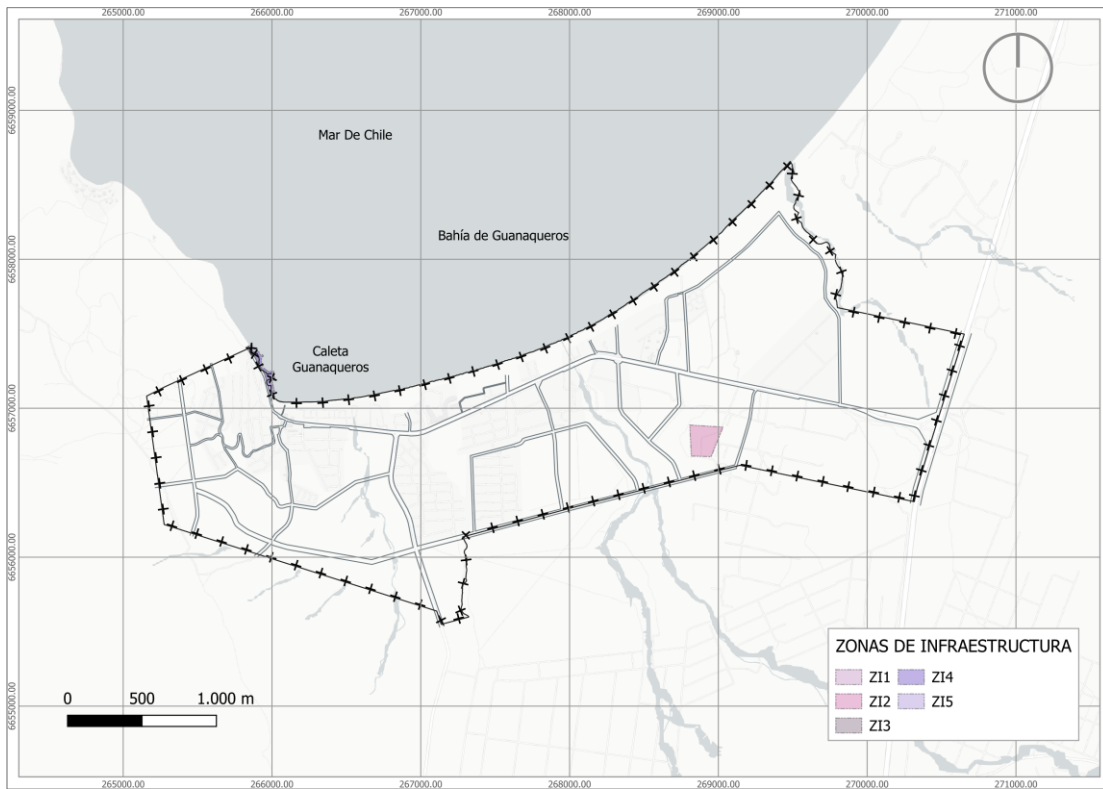 265000.00 266000.00 267000.00 268000.00 269000.00 270000.00 271000.00
6659000.00
Mar De Chile
Bahía de Guanaqueros
6658000.00
Caleta
Guanaqueros
6657000.00
6656000.00
ZONAS DE INFRAESTRUCTURA
ZI1 ZI4
ZI2 ZI5
ZI3
0 500 1.000 m
6655000.00
265000.00 266000.00 267000.00 268000.00 269000.00 270000.00 271000.00